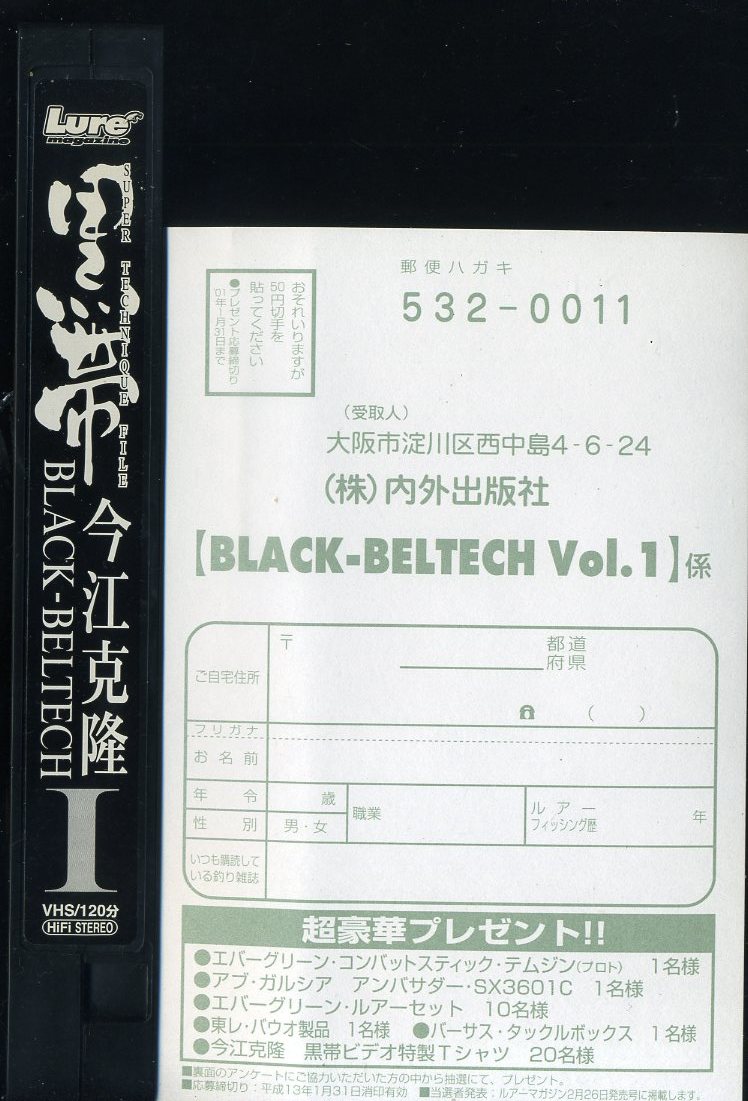 Lure
magazine
SUPER TECHNIQUE FILE
黒帯
BLACK-BELTECH
今江克隆
I
VHS/120分
HiFi STEREO
郵便ハガキ
532-0011
おそれいりますが
50円切手を
貼ってください
●プレゼント応募締切り
'01年1月31日まで
(受取人)
大阪市淀川区西中島4-6-24
(株)内外出版社
【BLACK-BELTECH Vol.1】係
ご自宅住所
〒
都道
府県
( )
フリガナ
お名前
年令
歳
性別
男・女
職業
ルアー
フィッシング歴
年
いつも購読して
いる釣り雑誌
超豪華プレゼント!!
●エバーグリーン・コンバットスティック・テムジン(プロト) 1名様
●アブ・ガルシア アンバサダー・SX3601C 1名様
●エバーグリーン・ルアーセット 10名様
●東レ・バウオ製品 1名様 ●バーサス・タックルボックス 1名様
●今江克隆 黒帯ビデオ特製Tシャツ 20名様
■裏面のアンケートにご協力いただいた方の中から抽選にて、プレゼント。
■応募締切り:平成13年1月31日消印有効 ■当選者発表:ルアーマガジン2月26日発売号に掲載します。